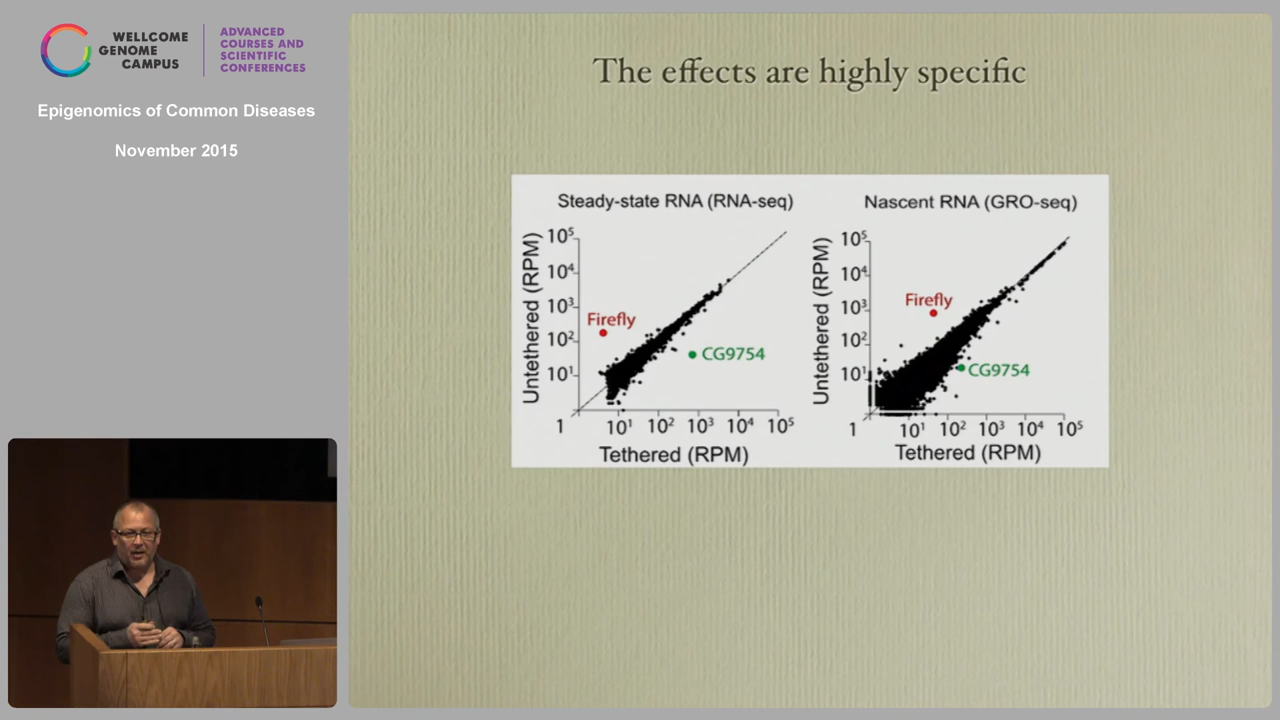 WELLCOME
GENOME
CAMPUS
ADVANCED
COURSES AND
SCIENTIFIC
CONFERENCES
Epigenomics of Common Diseases
November 2015
The effects are highly specific
Steady-state RNA (RNA-seq)
Untethered (RPM)
10⁵
10⁴
10³
10²
10¹
Firefly
CG9754
1 10¹ 10² 10³ 10⁴ 10⁵
Tethered (RPM)
Nascent RNA (GRO-seq)
Untethered (RPM)
10⁵
10⁴
10³
10²
10¹
Firefly
CG9754
1 10¹ 10² 10³ 10⁴ 10⁵
Tethered (RPM)